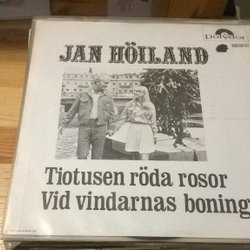 Polydor
JAN HÖILAND
Tiotusen röda rosor
Vid vindarnas boning